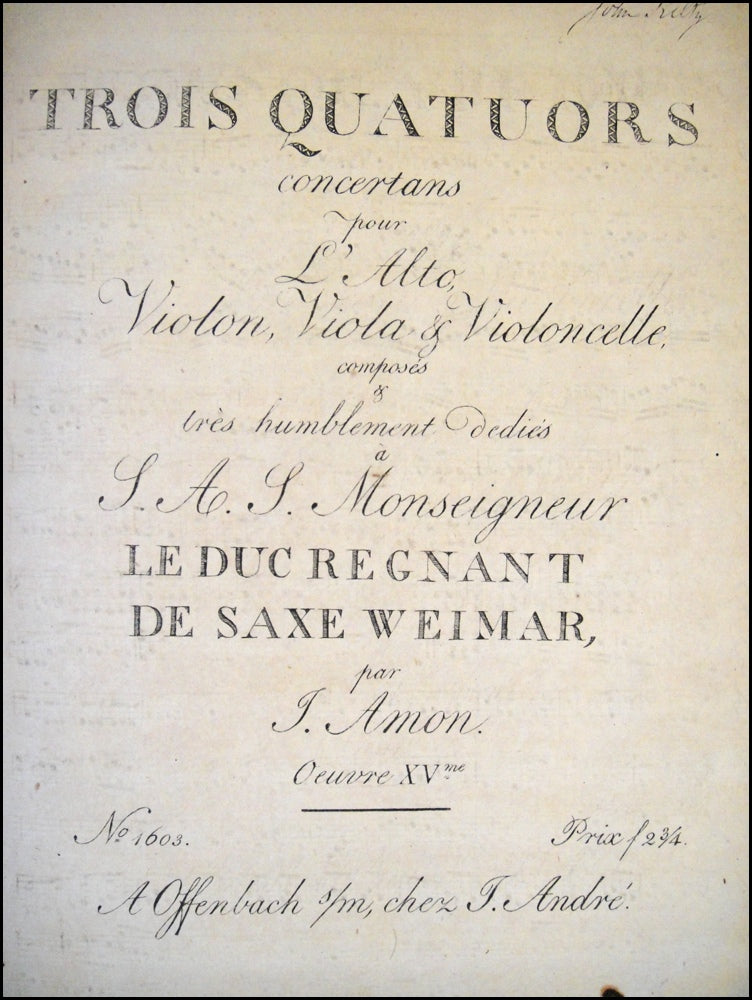 John
TROIS QUATUORS
concertans
pour
L'Alto,
Violon, Viola & Violoncelle,
composés
&
très humblement dediés
à
S. A. S. Monseigneur
LE DUC REGNANT
DE SAXE WEIMAR,
par
J. Amon.
Oeuvre XV.me
No 1603. Prix f 2¾.
A Offenbach s/m, chez J. André.